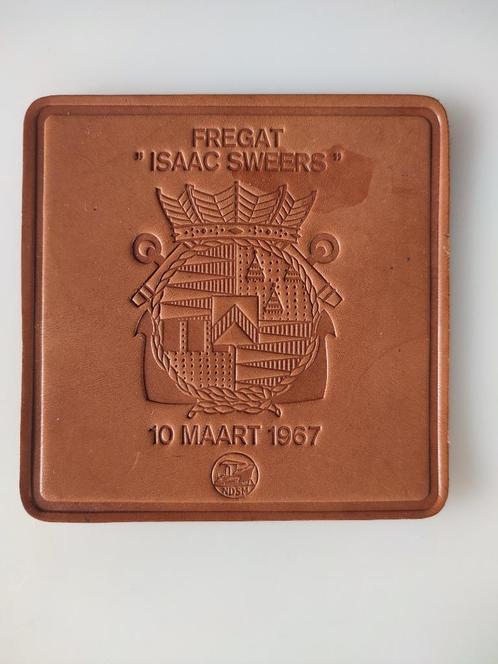 FREGAT
" ISAAC SWEERS "
10 MAART 1967
NDSM